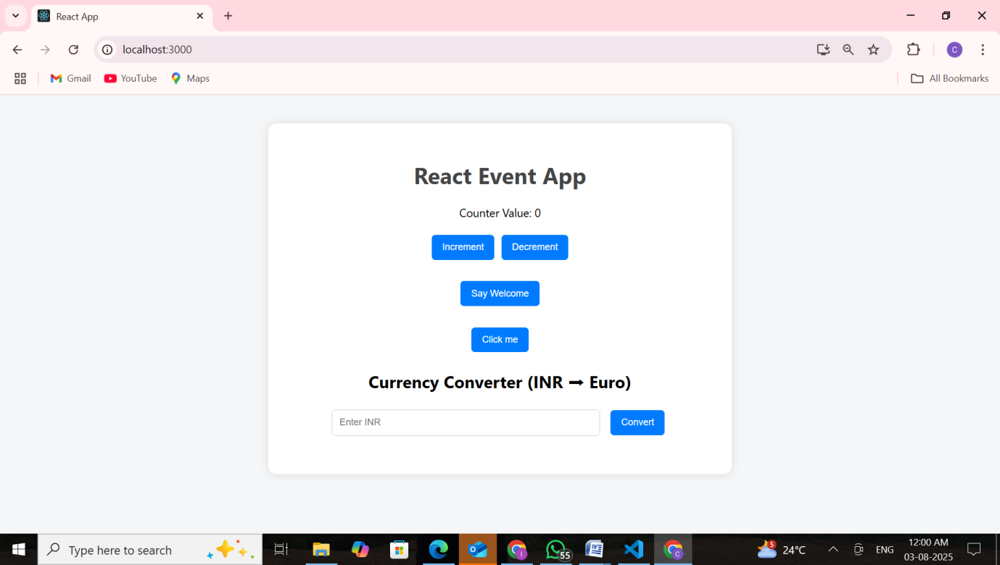 React App
localhost:3000
C
Gmail YouTube Maps All Bookmarks
React Event App
Counter Value: 0
Increment Decrement
Say Welcome
Click me
Currency Converter (INR ➞ Euro)
Enter INR Convert
Type here to search 55 5 24°C ENG 12:00 AM
03-08-2025